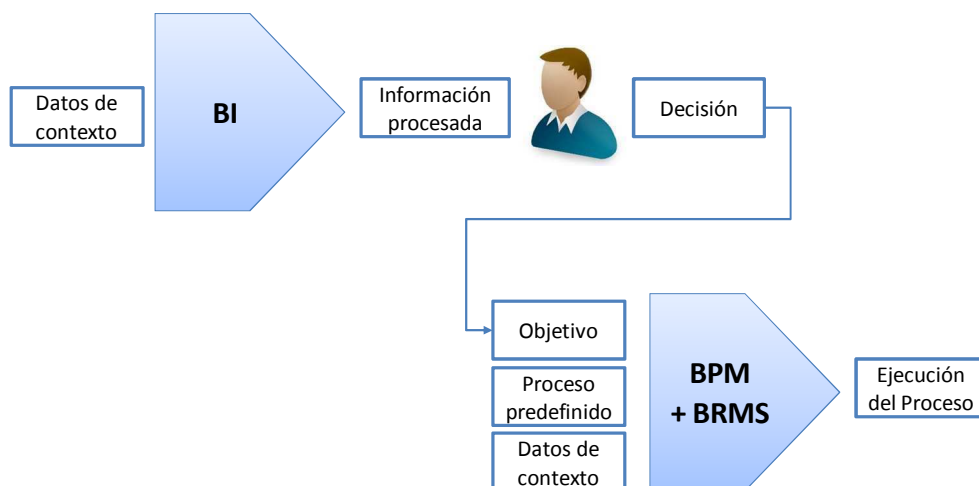 Datos de
contexto
BI
Información
procesada
Decisión
Objetivo
Proceso
predefinido
Datos de
contexto
BPM
+ BRMS
Ejecución
del Proceso